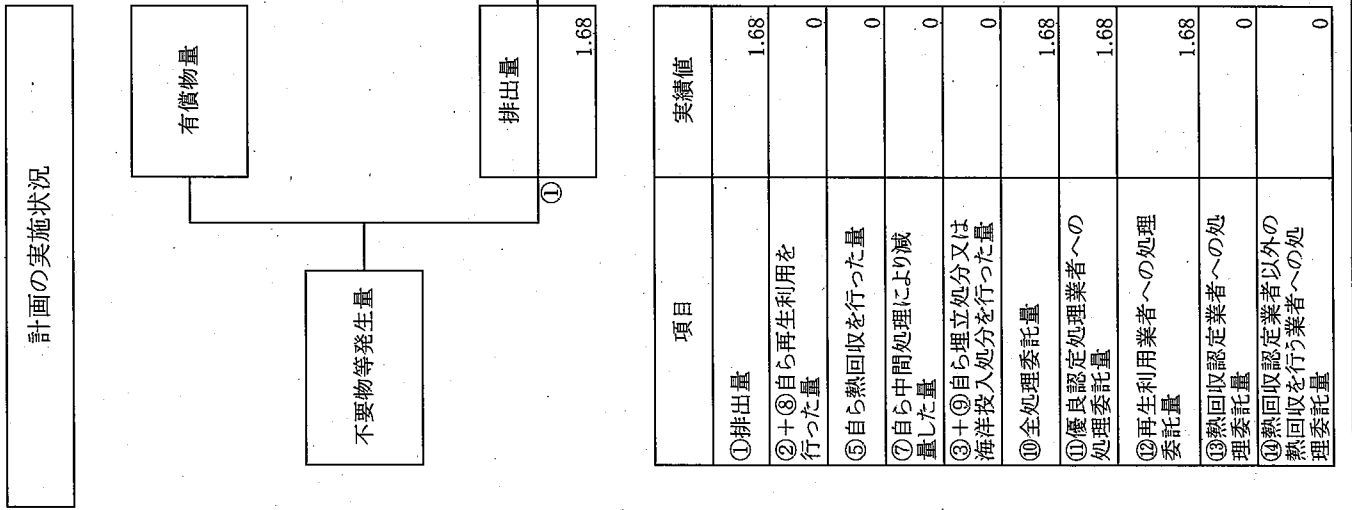 計画の実施状況
不要物等発生量
有償物量
①
排出量
1.68
項目
実績値
①排出量
1.68
②+⑧自ら再生利用を
行った量
0
⑤自ら熱回収を行った量
0
⑦自ら中間処理により減
量した量
0
③+⑨自ら埋立処分又は
海洋投入処分を行った量
0
⑩全処理委託量
1.68
⑪優良認定処理業者への
処理委託量
1.68
⑫再生利用業者への処理
委託量
1.68
⑬熱回収認定業者への処
理委託量
0
⑭熱回収認定業者以外の
熱回収を行う業者への処
理委託量
0